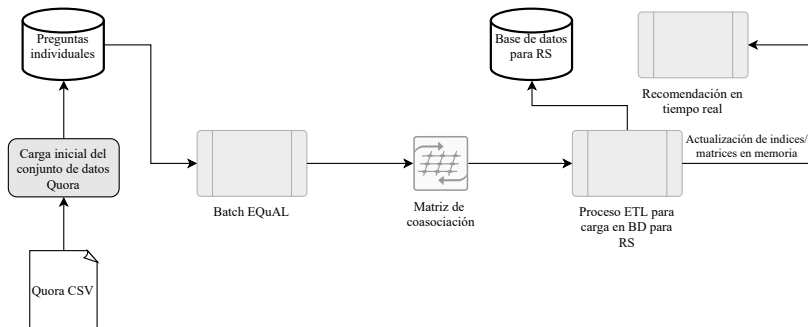 Preguntas
individuales
Base de datos
para RS
Recomendación en
tiempo real
Carga inicial del
conjunto de datos
Quora
Actualización de indices/
matrices en memoria
Batch EQuAL
Matriz de
coasociación
Proceso ETL para
carga en BD para
RS
Quora CSV